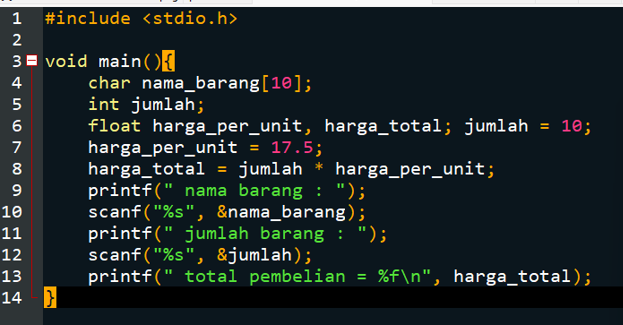 1 #include <stdio.h>
2
3 void main(){
4 char nama_barang[10];
5 int jumlah;
6 float harga_per_unit, harga_total; jumlah = 10;
7 harga_per_unit = 17.5;
8 harga_total = jumlah * harga_per_unit;
9 printf(" nama barang : ");
10 scanf("%s", &nama_barang);
11 printf(" jumlah barang : ");
12 scanf("%s", &jumlah);
13 printf(" total pembelian = %f\n", harga_total);
14 }